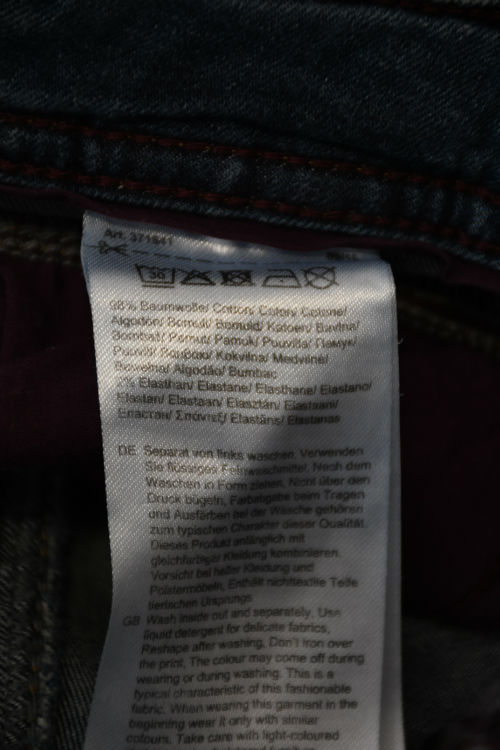 Art. 371941
30
98% Baumwolle/ Cotton/ Coton/ Cotone/
Algodón/ Bomuld/ Bomuld/ Katoen/ Bavlna/
Bombaž/ Pamut/ Pamuk/ Puuvilla/ Памук/
Puuvill/ Βαμβάκι/ Kokvilna/ Medvilnė/
Bawełna/ Algodão/ Bumbac
2% Elasthan/ Elastane/ Elasthane/ Elastano/
Elastan/ Elastaan/ Elasztán/ Elastaani/
Еластан/ Σπαντέξ/ Elastāns/ Elastanas
DE Separat von links waschen, Verwenden
Sie flüssiges Feinwaschmittel, Nach dem
Waschen in Form ziehen, Nicht über den
Druck bügeln, Farbabgabe beim Tragen
und Ausfärben bei der Wäsche gehören
zum typischen Charakter dieser Qualität.
Dieses Produkt anfänglich mit
gleichfarbiger Kleidung kombinieren.
Vorsicht bei heller Kleidung und
Polstermöbeln, Enthält nichttextile Teile
tierischen Ursprungs
GB Wash inside out and separately, Use
liquid detergent for delicate fabrics,
Reshape after washing, Don't iron over
the print, The colour may come off during
wearing or during washing. This is a
typical characteristic of this fashionable
fabric. When wearing this garment in the
beginning wear it only with similar
colours. Take care with light-coloured